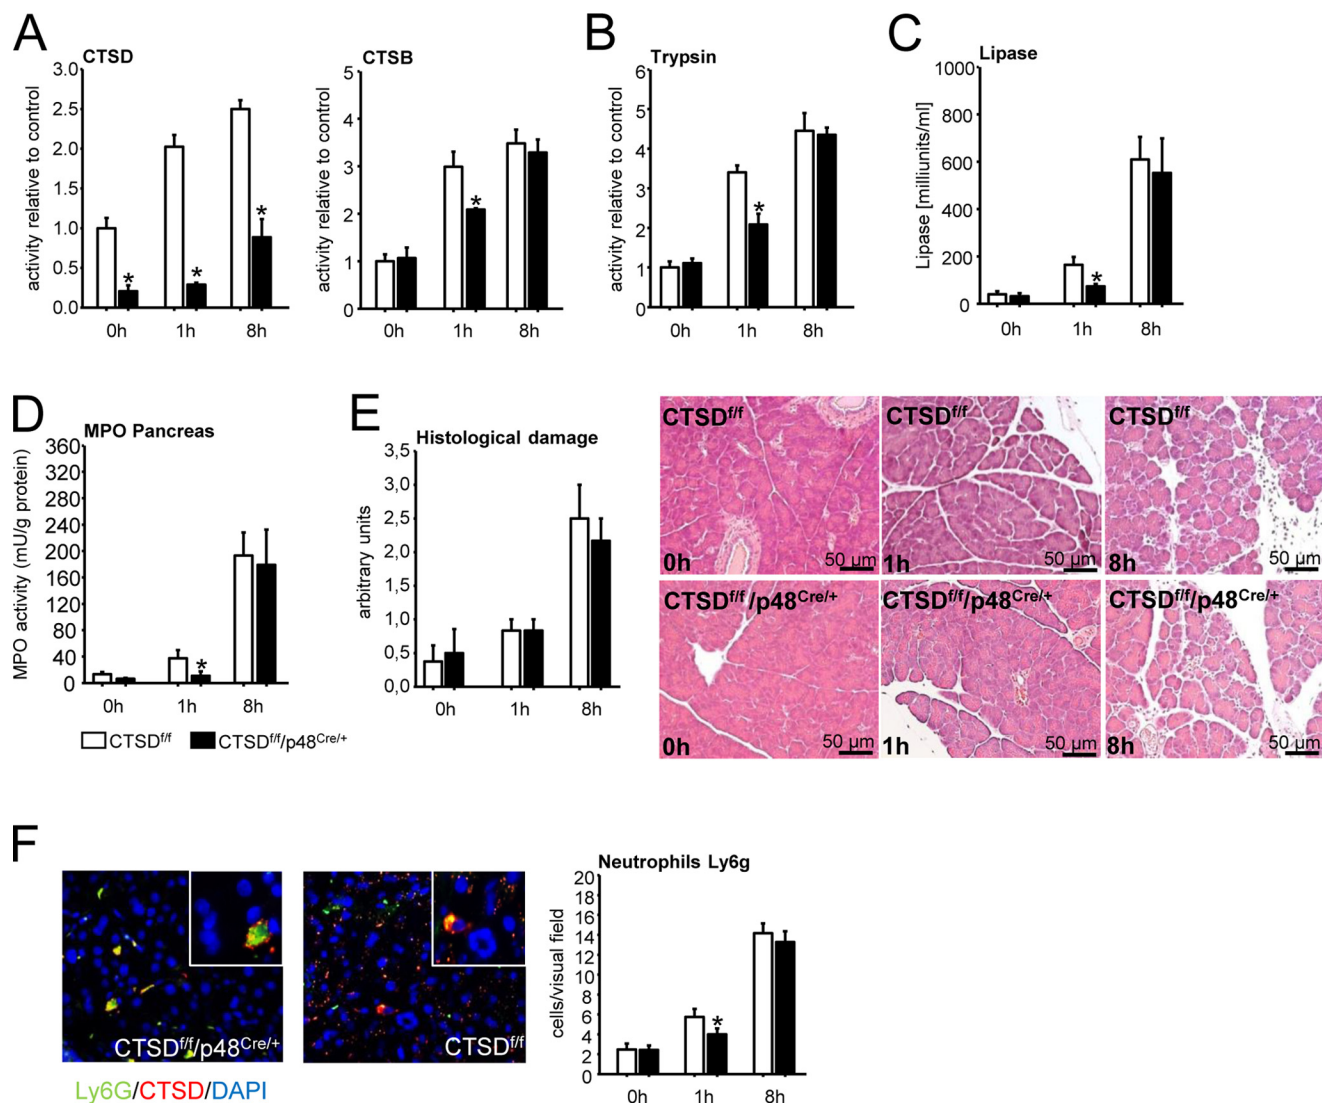 A
CTSD
activity relative to control
3.0
2.5
2.0
1.5
1.0
0.5
0.0
* * *
0h 1h 8h
CTSB
activity relative to control
5
4
3
2
1
0
*
0h 1h 8h
B
Trypsin
activity relative to control
6
5
4
3
2
1
0
*
0h 1h 8h
C
Lipase
Lipase [milliunits/ml]
1000
800
600
400
200
0
*
0h 1h 8h
D
MPO Pancreas
MPO activity (mU/g protein)
360
320
280
240
200
160
120
80
40
0
*
0h 1h 8h
CTSD^f/f CTSD^f/f/p48^Cre/+
E
Histological damage
arbitrary units
3,5
3,0
2,5
2,0
1,5
1,0
0,5
0,0
0h 1h 8h
CTSD^f/f
0h
50 µm
CTSD^f/f
1h
50 µm
CTSD^f/f
8h
50 µm
CTSD^f/f/p48^Cre/+
0h
50 µm
CTSD^f/f/p48^Cre/+
1h
50 µm
CTSD^f/f/p48^Cre/+
8h
50 µm
F
CTSD^f/f/p48^Cre/+
CTSD^f/f
Ly6G/CTSD/DAPI
Neutrophils Ly6g
cells/visual field
20
18
16
14
12
10
8
6
4
2
0
*
0h 1h 8h